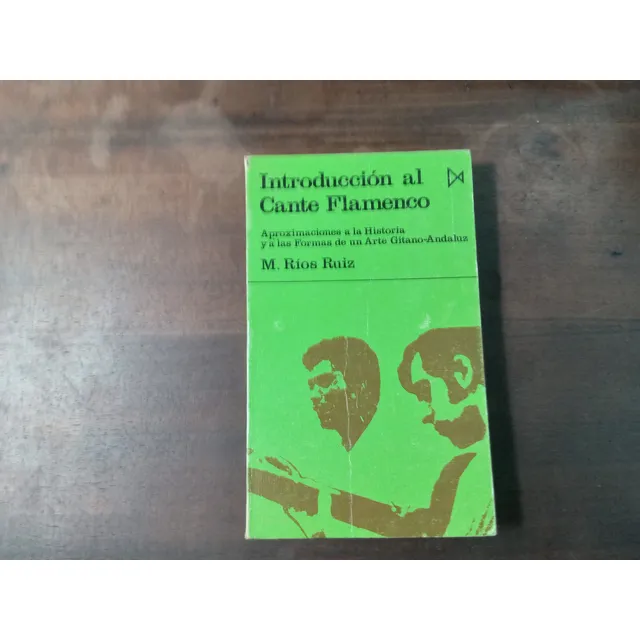 Introducción al
Cante Flamenco
Aproximaciones a la Historia
y a las Formas de un Arte Gitano-Andaluz
M. Ríos Ruiz